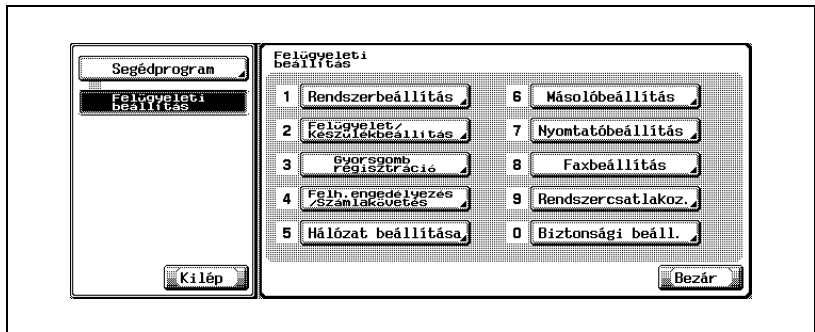 Segédprogram
Felügyeleti
beállítás
Kilép
Felügyeleti
beállítás
1 Rendszerbeállítás
2 Felügyelet/
Készülékbeállítás
3 Gyorsgomb
regisztráció
4 Felh.engedélyezés
/Számlakövetés
5 Hálózat beállítása
6 Másolóbeállítás
7 Nyomtatóbeállítás
8 Faxbeállítás
9 Rendszercsatlakoz.
0 Biztonsági beáll.
Bezár